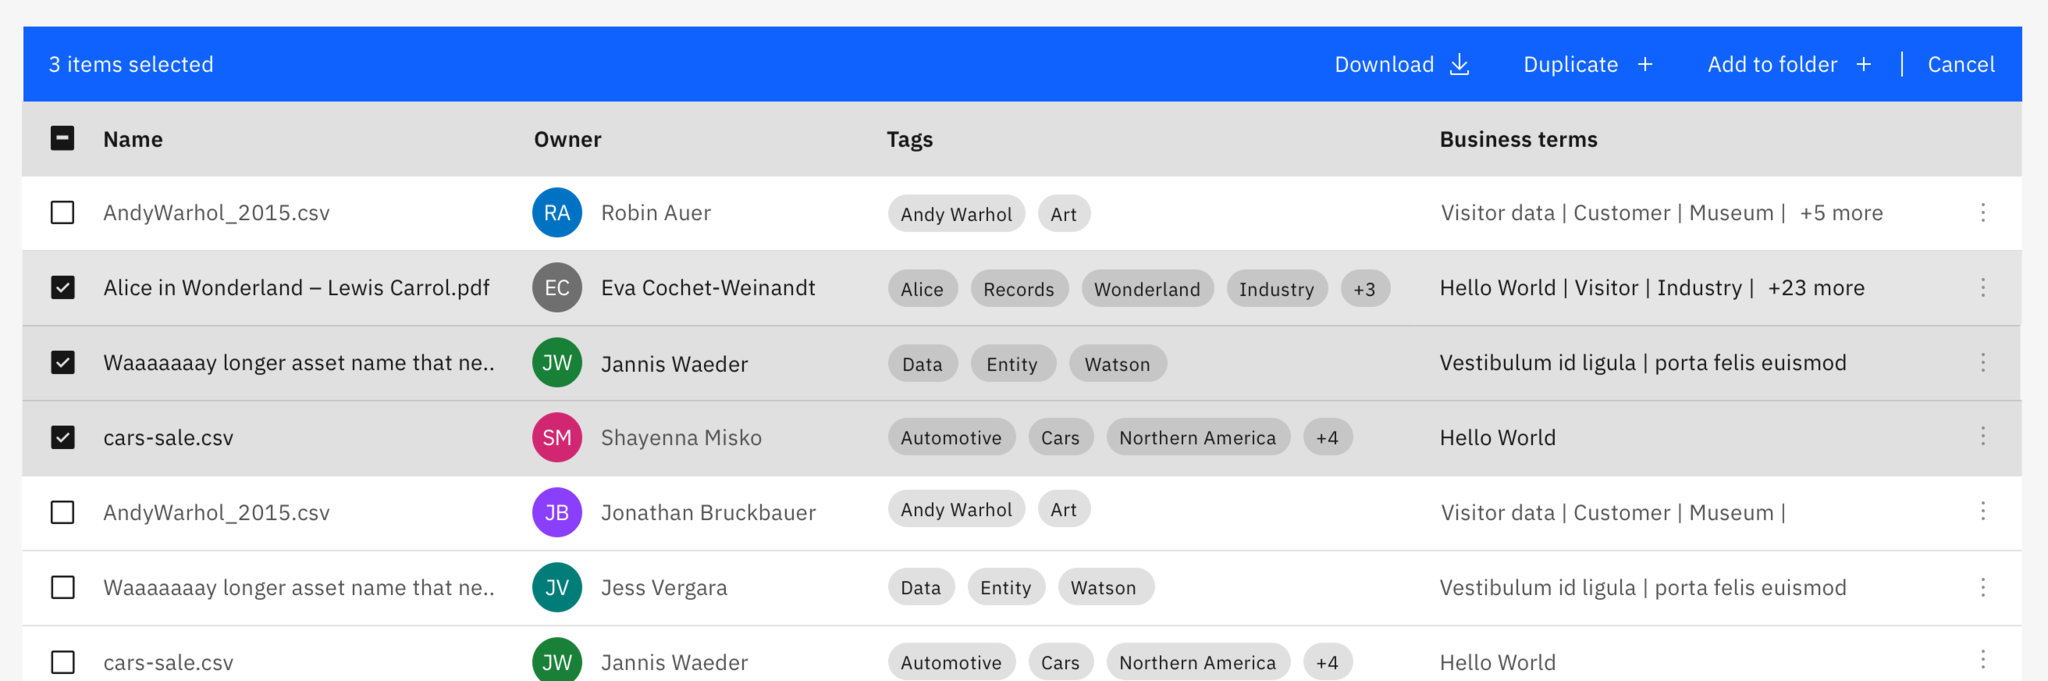 3 items selected Download Duplicate + Add to folder + | Cancel
Name Owner Tags Business terms
AndyWarhol_2015.csv RA Robin Auer Andy Warhol Art Visitor data | Customer | Museum | +5 more
Alice in Wonderland – Lewis Carrol.pdf EC Eva Cochet-Weinandt Alice Records Wonderland Industry +3 Hello World | Visitor | Industry | +23 more
Waaaaaaay longer asset name that ne.. JW Jannis Waeder Data Entity Watson Vestibulum id ligula | porta felis euismod
cars-sale.csv SM Shayenna Misko Automotive Cars Northern America +4 Hello World
AndyWarhol_2015.csv JB Jonathan Bruckbauer Andy Warhol Art Visitor data | Customer | Museum |
Waaaaaaay longer asset name that ne.. JV Jess Vergara Data Entity Watson Vestibulum id ligula | porta felis euismod
cars-sale.csv JW Jannis Waeder Automotive Cars Northern America +4 Hello World